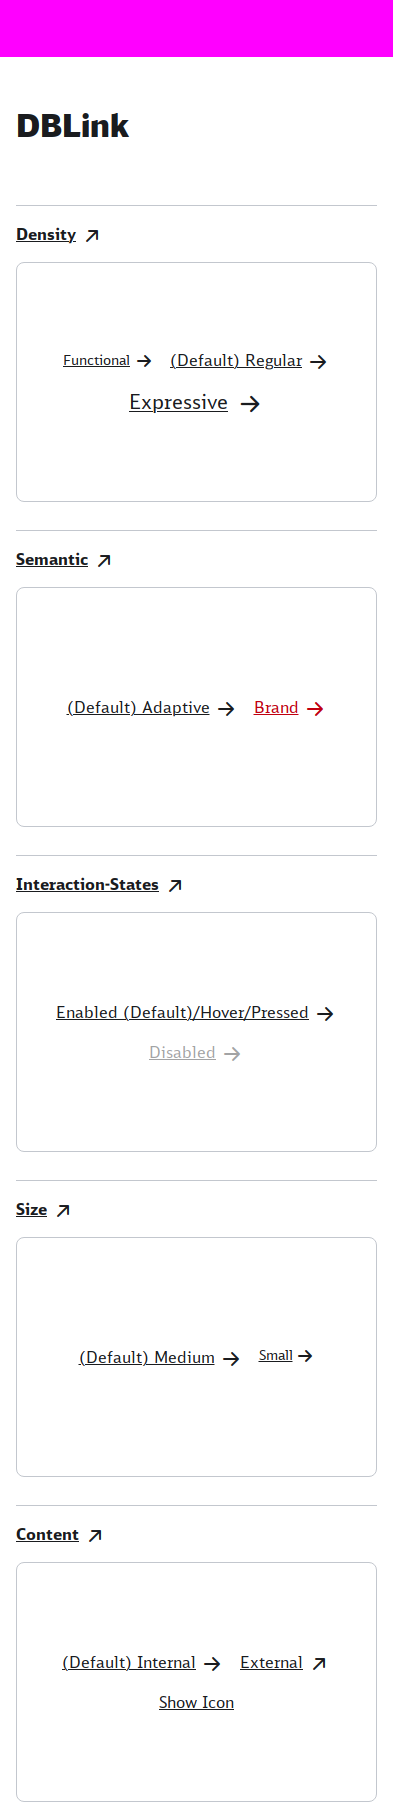 DBLink
Density
Functional (Default) Regular
Expressive
Semantic
(Default) Adaptive Brand
Interaction-States
Enabled (Default)/Hover/Pressed
Disabled
Size
(Default) Medium Small
Content
(Default) Internal External
Show Icon